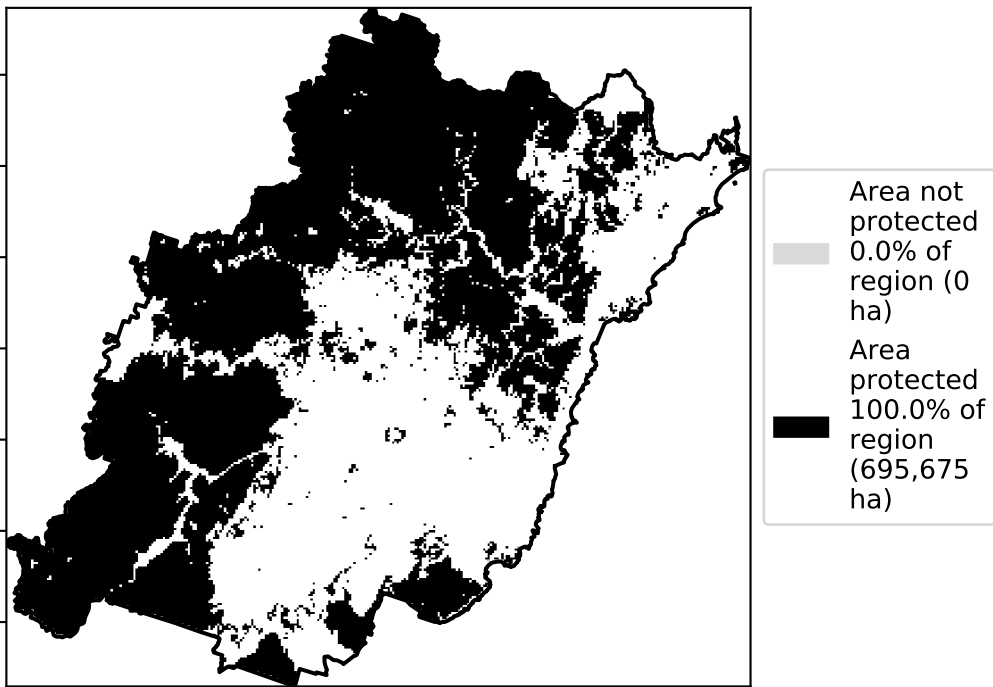 Area not
protected
0.0% of
region (0
ha)
Area
protected
100.0% of
region
(695,675
ha)